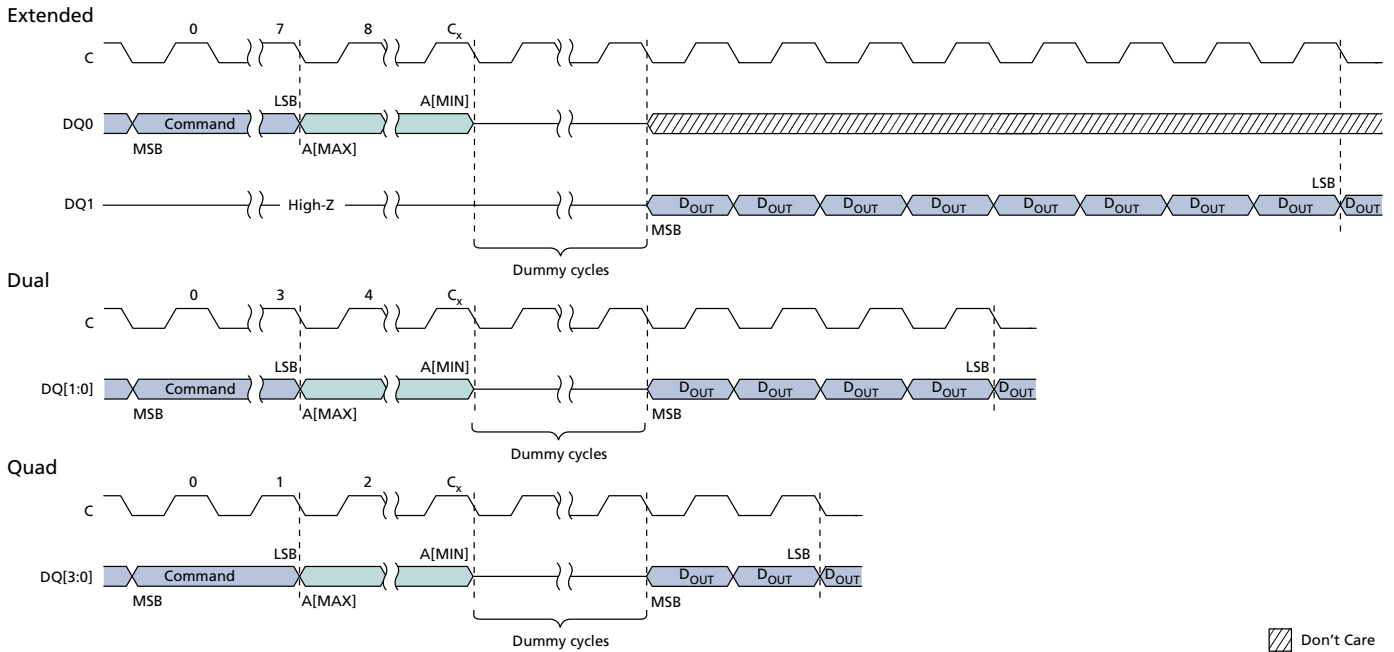 Extended
0 7 8 Cx
C
LSB A[MIN]
DQ0 Command
MSB A[MAX]
LSB
DQ1 High-Z DOUT DOUT DOUT DOUT DOUT DOUT DOUT DOUT DOUT
MSB
Dummy cycles
Dual
0 3 4 Cx
C
LSB A[MIN] LSB
DQ[1:0] Command DOUT DOUT DOUT DOUT DOUT
MSB A[MAX] MSB
Dummy cycles
Quad
0 1 2 Cx
C
LSB A[MIN] LSB
DQ[3:0] Command DOUT DOUT DOUT
MSB A[MAX] MSB
Dummy cycles
Don't Care